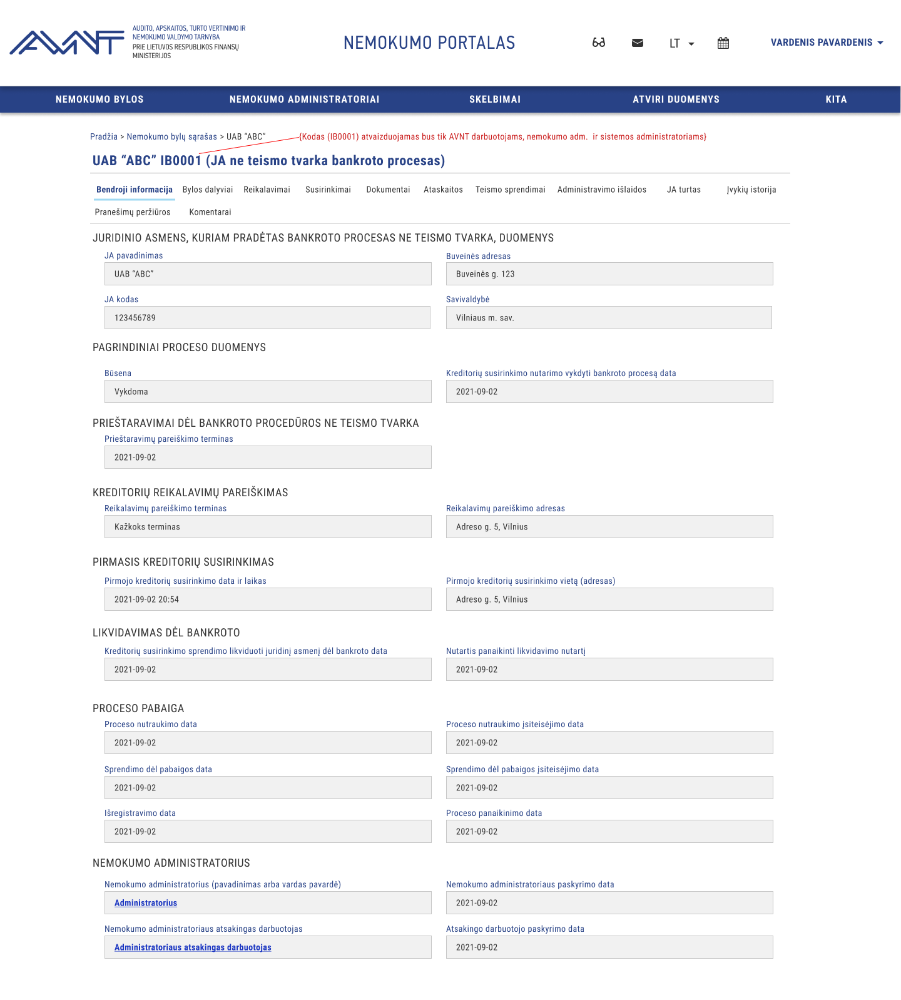 AVNT
AUDITO, APSKAITOS, TURTO VERTINIMO IR
NEMOKUMO VALDYMO TARNYBA
PRIE LIETUVOS RESPUBLIKOS FINANSŲ
MINISTERIJOS
NEMOKUMO PORTALAS
LT
VARDENIS PAVARDENIS
NEMOKUMO BYLOS NEMOKUMO ADMINISTRATORIAI SKELBIMAI ATVIRI DUOMENYS KITA
Pradžia > Nemokumo bylų sąrašas > UAB “ABC” {Kodas (IB0001) atvaizduojamas bus tik AVNT darbuotojams, nemokumo adm. ir sistemos administratoriams}
UAB “ABC” IB0001 (JA ne teismo tvarka bankroto procesas)
Bendroji informacija Bylos dalyviai Reikalavimai Susirinkimai Dokumentai Ataskaitos Teismo sprendimai Administravimo išlaidos JA turtas Įvykių istorija
Pranešimų peržiūros Komentarai
JURIDINIO ASMENS, KURIAM PRADĖTAS BANKROTO PROCESAS NE TEISMO TVARKA, DUOMENYS
JA pavadinimas Buveinės adresas
UAB “ABC” Buveinės g. 123
JA kodas Savivaldybė
123456789 Vilniaus m. sav.
PAGRINDINIAI PROCESO DUOMENYS
Būsena Kreditorių susirinkimo nutarimo vykdyti bankroto procesą data
Vykdoma 2021-09-02
PRIEŠTARAVIMAI DĖL BANKROTO PROCEDŪROS NE TEISMO TVARKA
Prieštaravimų pareiškimo terminas
2021-09-02
KREDITORIŲ REIKALAVIMŲ PAREIŠKIMAS
Reikalavimų pareiškimo terminas Reikalavimų pareiškimo adresas
Kažkoks terminas Adreso g. 5, Vilnius
PIRMASIS KREDITORIŲ SUSIRINKIMAS
Pirmojo kreditorių susirinkimo data ir laikas Pirmojo kreditorių susirinkimo vietą (adresas)
2021-09-02 20:54 Adreso g. 5, Vilnius
LIKVIDAVIMAS DĖL BANKROTO
Kreditorių susirinkimo sprendimo likviduoti juridinį asmenį dėl bankroto data Nutartis panaikinti likvidavimo nutartį
2021-09-02 2021-09-02
PROCESO PABAIGA
Proceso nutraukimo data Proceso nutraukimo įsiteisėjimo data
2021-09-02 2021-09-02
Sprendimo dėl pabaigos data Sprendimo dėl pabaigos įsiteisėjimo data
2021-09-02 2021-09-02
Išregistravimo data Proceso panaikinimo data
2021-09-02 2021-09-02
NEMOKUMO ADMINISTRATORIUS
Nemokumo administratorius (pavadinimas arba vardas pavardė) Nemokumo administratoriaus paskyrimo data
Administratorius 2021-09-02
Nemokumo administratoriaus atsakingas darbuotojas Atsakingo darbuotojo paskyrimo data
Administratoriaus atsakingas darbuotojas 2021-09-02